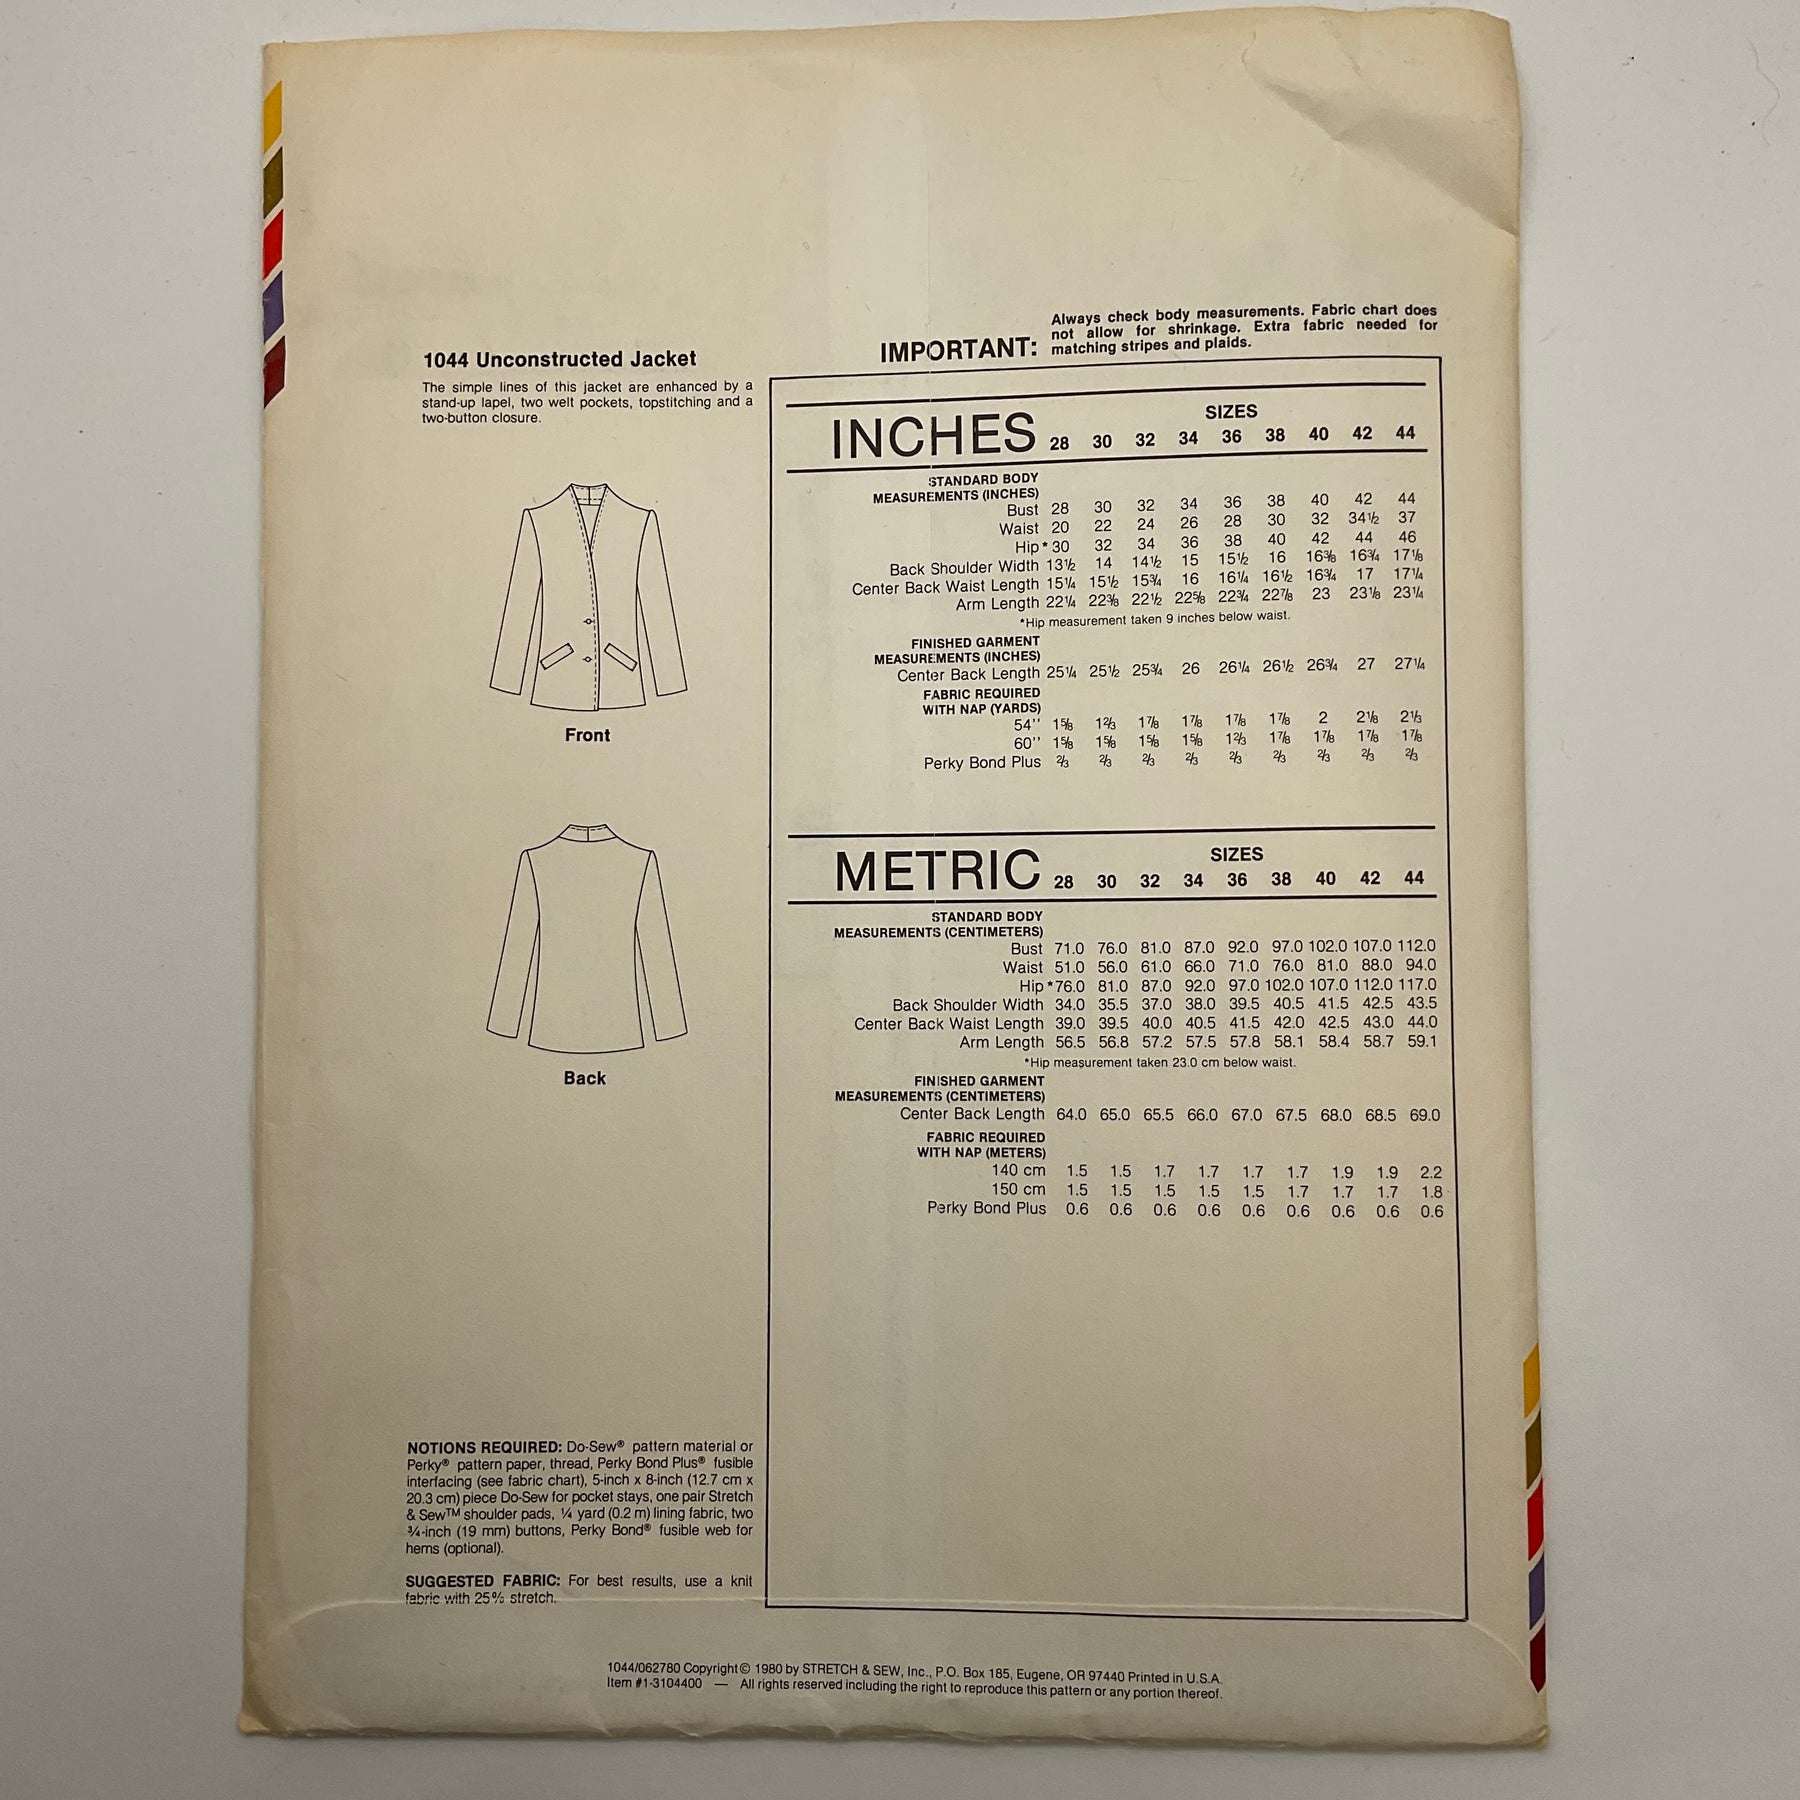 IMPORTANT: Always check body measurements. Fabric chart does
not allow for shrinkage. Extra fabric needed for
matching stripes and plaids.
1044 Unconstructed Jacket
The simple lines of this jacket are enhanced by a
stand-up lapel, two welt pockets, topstitching and a
two-button closure.
Front
Back
NOTIONS REQUIRED: Do-Sew® pattern material or
Perky® pattern paper, thread, Perky Bond Plus® fusible
interfacing (see fabric chart), 5-inch x 8-inch (12.7 cm x
20.3 cm) piece Do-Sew for pocket stays, one pair Stretch
& Sew™ shoulder pads, ¼ yard (0.2 m) lining fabric, two
¾-inch (19 mm) buttons, Perky Bond® fusible web for
hems (optional).
SUGGESTED FABRIC: For best results, use a knit
fabric with 25% stretch.
SIZES
INCHES 28 30 32 34 36 38 40 42 44
STANDARD BODY
MEASUREMENTS (INCHES)
Bust 28 30 32 34 36 38 40 42 44
Waist 20 22 24 26 28 30 32 34½ 37
Hip* 30 32 34 36 38 40 42 44 46
Back Shoulder Width 13½ 14 14½ 15 15½ 16 16⅜ 16¾ 17⅛
Center Back Waist Length 15¼ 15½ 15¾ 16 16¼ 16½ 16¾ 17 17¼
Arm Length 22¼ 22⅜ 22½ 22⅝ 22¾ 22⅞ 23 23⅛ 23¼
*Hip measurement taken 9 inches below waist.
FINISHED GARMENT
MEASUREMENTS (INCHES)
Center Back Length 25¼ 25½ 25¾ 26 26¼ 26½ 26¾ 27 27¼
FABRIC REQUIRED
WITH NAP (YARDS)
54'' 1⅝ 1⅔ 1⅞ 1⅞ 1⅞ 1⅞ 2 2⅛ 2⅓
60'' 1⅝ 1⅝ 1⅝ 1⅝ 1⅔ 1⅞ 1⅞ 1⅞ 1⅞
Perky Bond Plus ⅔ ⅔ ⅔ ⅔ ⅔ ⅔ ⅔ ⅔ ⅔
SIZES
METRIC 28 30 32 34 36 38 40 42 44
STANDARD BODY
MEASUREMENTS (CENTIMETERS)
Bust 71.0 76.0 81.0 87.0 92.0 97.0 102.0 107.0 112.0
Waist 51.0 56.0 61.0 66.0 71.0 76.0 81.0 88.0 94.0
Hip *76.0 81.0 87.0 92.0 97.0 102.0 107.0 112.0 117.0
Back Shoulder Width 34.0 35.5 37.0 38.0 39.5 40.5 41.5 42.5 43.5
Center Back Waist Length 39.0 39.5 40.0 40.5 41.5 42.0 42.5 43.0 44.0
Arm Length 56.5 56.8 57.2 57.5 57.8 58.1 58.4 58.7 59.1
*Hip measurement taken 23.0 cm below waist.
FINISHED GARMENT
MEASUREMENTS (CENTIMETERS)
Center Back Length 64.0 65.0 65.5 66.0 67.0 67.5 68.0 68.5 69.0
FABRIC REQUIRED
WITH NAP (METERS)
140 cm 1.5 1.5 1.7 1.7 1.7 1.7 1.9 1.9 2.2
150 cm 1.5 1.5 1.5 1.5 1.5 1.7 1.7 1.7 1.8
Perky Bond Plus 0.6 0.6 0.6 0.6 0.6 0.6 0.6 0.6 0.6
1044/062780 Copyright© 1980 by STRETCH & SEW, Inc., P.O. Box 185, Eugene, OR 97440 Printed in U.S.A.
Item #1-3104400 — All rights reserved including the right to reproduce this pattern or any portion thereof.